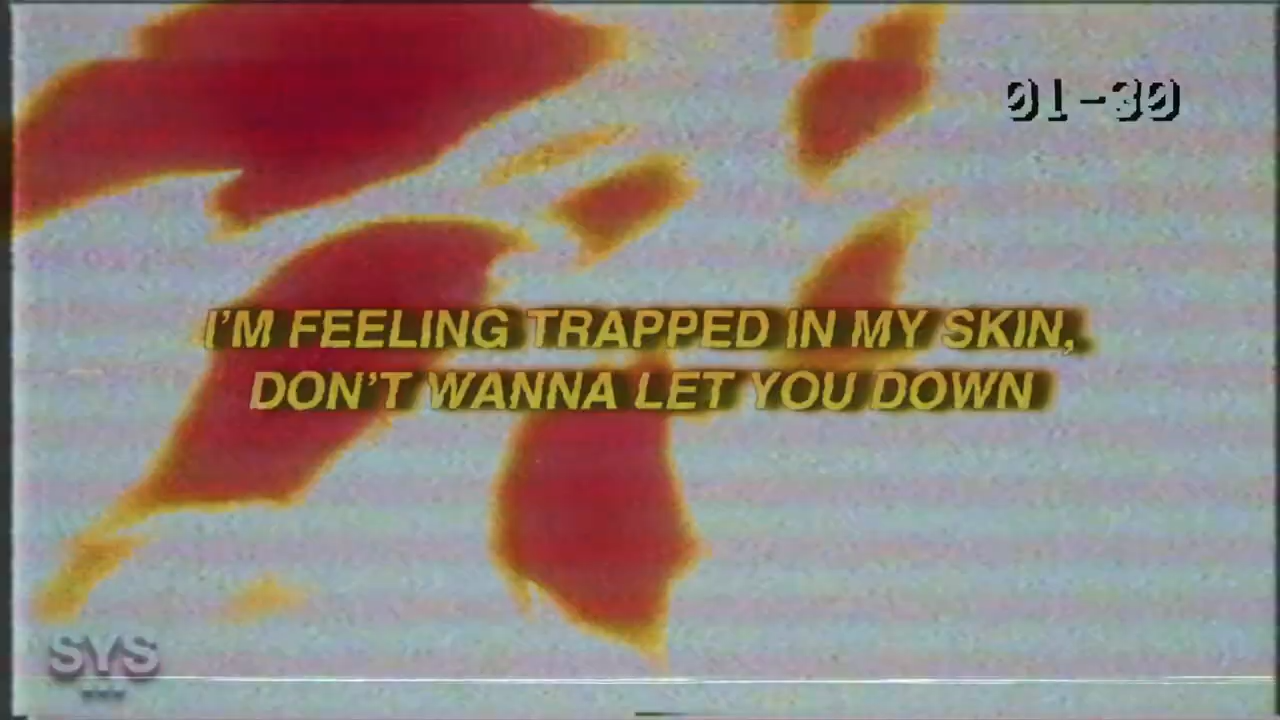 01-30
I'M FEELING TRAPPED IN MY SKIN,
DON'T WANNA LET YOU DOWN
SYS